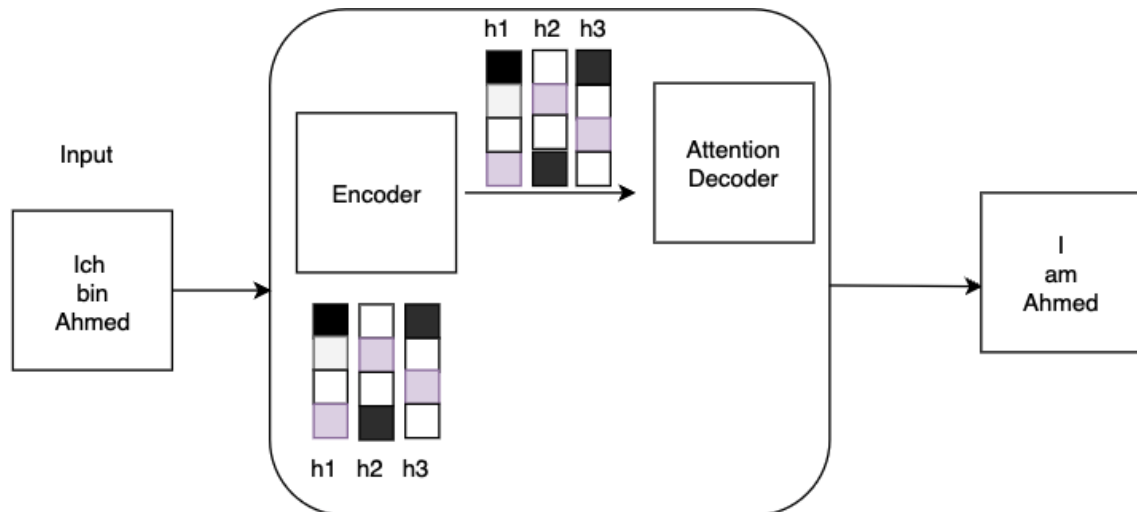 Input
Ich
bin
Ahmed
Encoder
h1 h2 h3
h1 h2 h3
Attention
Decoder
I
am
Ahmed